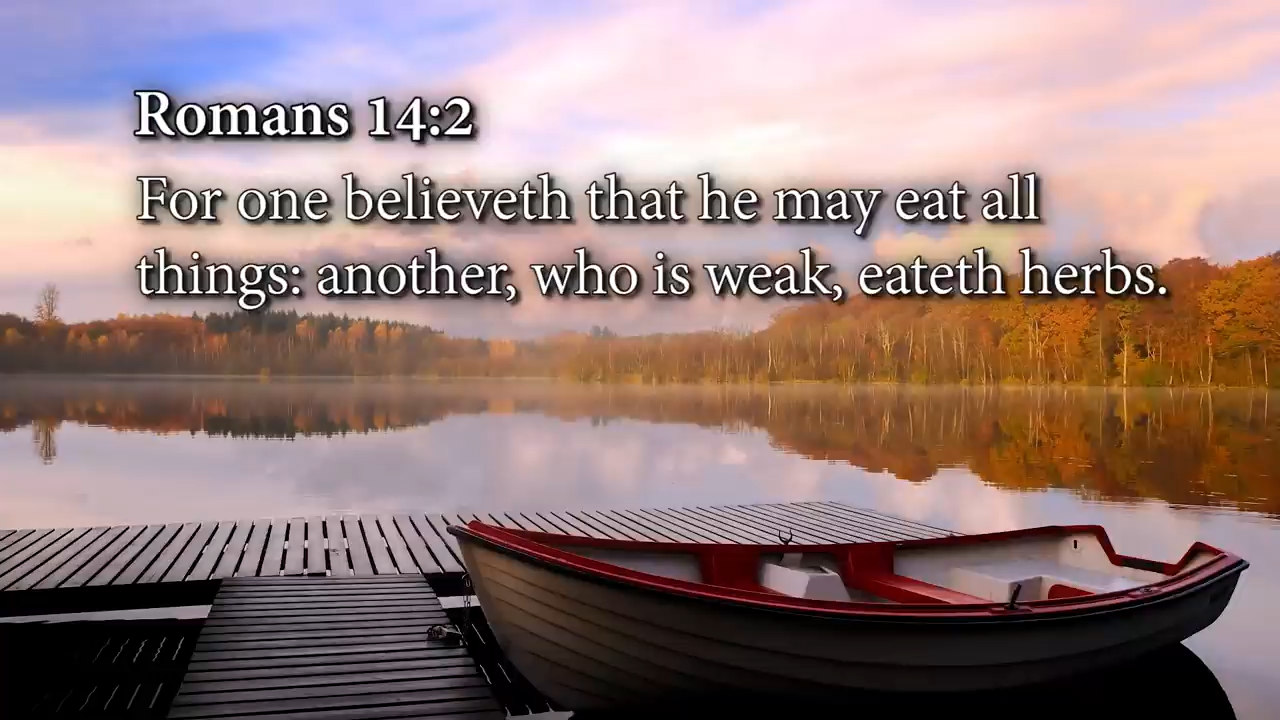 Romans 14:2
For one believeth that he may eat all
things: another, who is weak, eateth herbs.